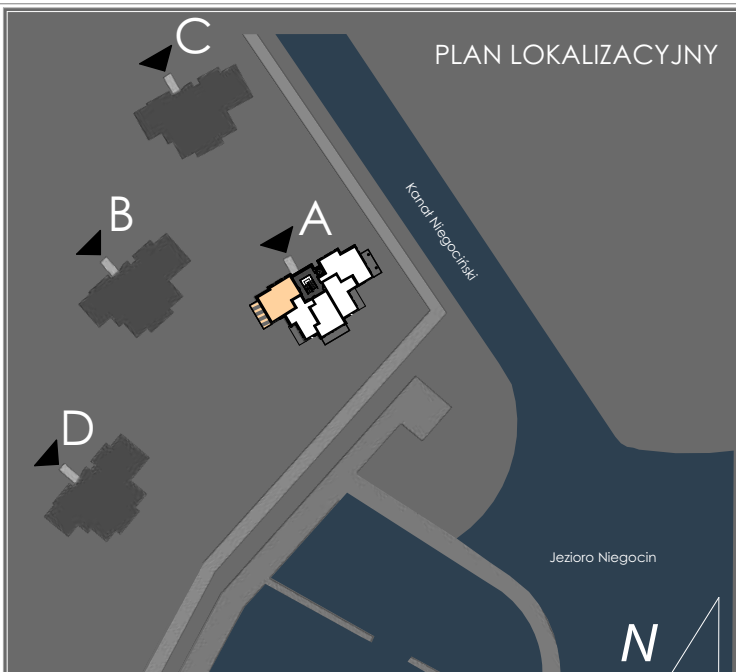 C
PLAN LOKALIZACYJNY
B
A
Kanał Niegociński
D
Jezioro Niegocin
N